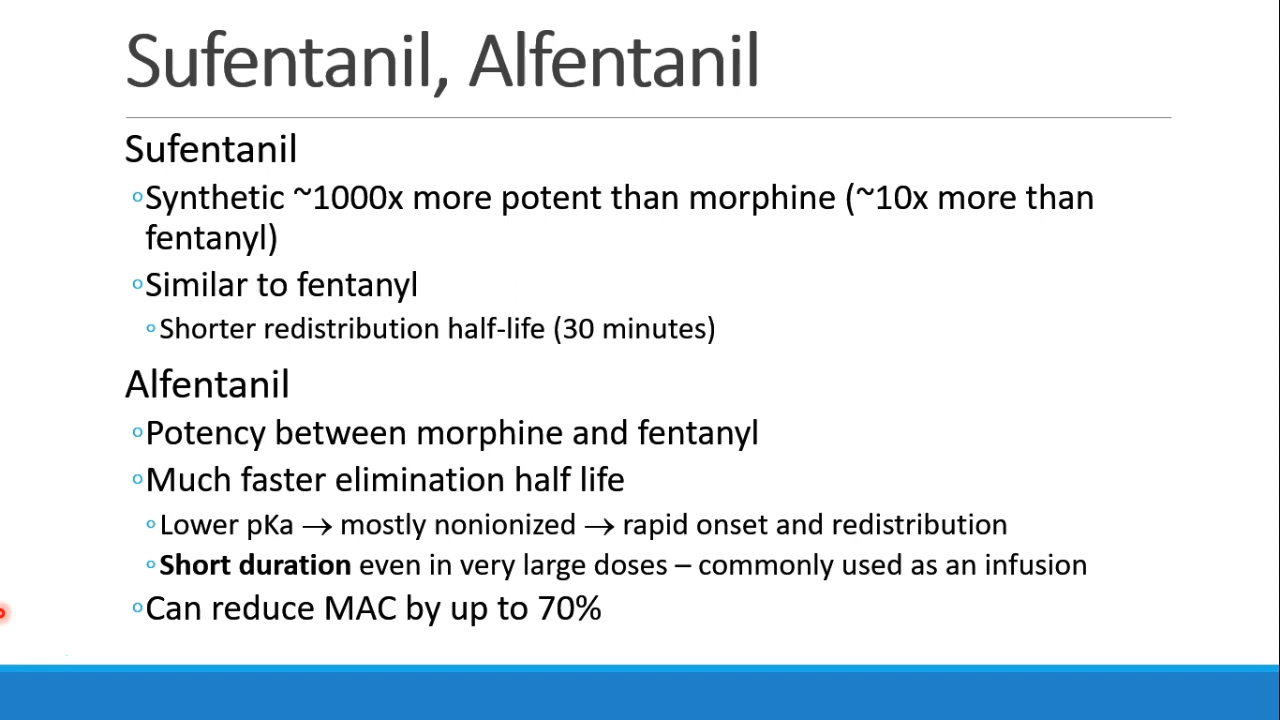 Sufentanil, Alfentanil
Sufentanil
◦Synthetic ~1000x more potent than morphine (~10x more than
fentanyl)
◦Similar to fentanyl
◦Shorter redistribution half-life (30 minutes)
Alfentanil
◦Potency between morphine and fentanyl
◦Much faster elimination half life
◦Lower pKa → mostly nonionized → rapid onset and redistribution
◦Short duration even in very large doses – commonly used as an infusion
◦Can reduce MAC by up to 70%